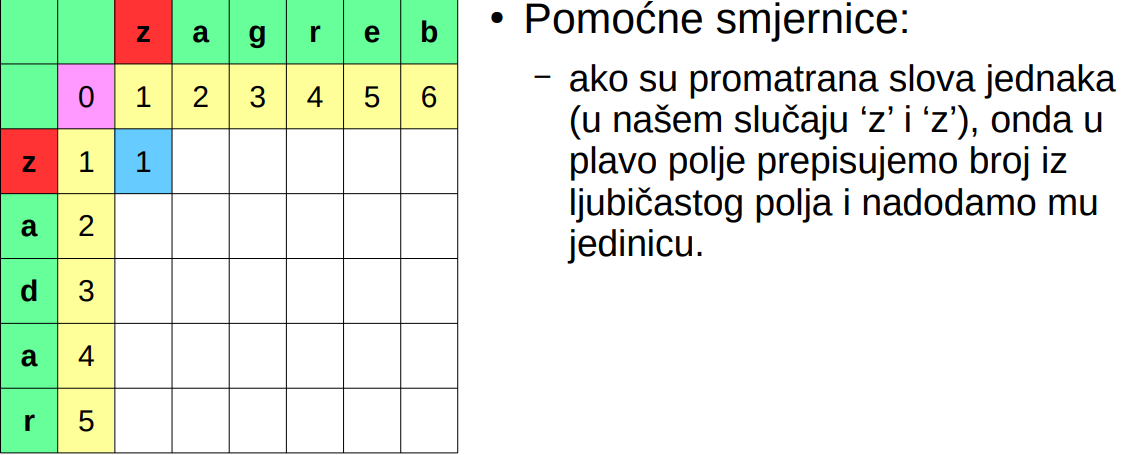 z a g r e b
0 1 2 3 4 5 6
z 1 1
a 2
d 3
a 4
r 5
• Pomoćne smjernice:
– ako su promatrana slova jednaka
(u našem slučaju ‘z’ i ‘z’), onda u
plavo polje prepisujemo broj iz
ljubičastog polja i nadodamo mu
jedinicu.